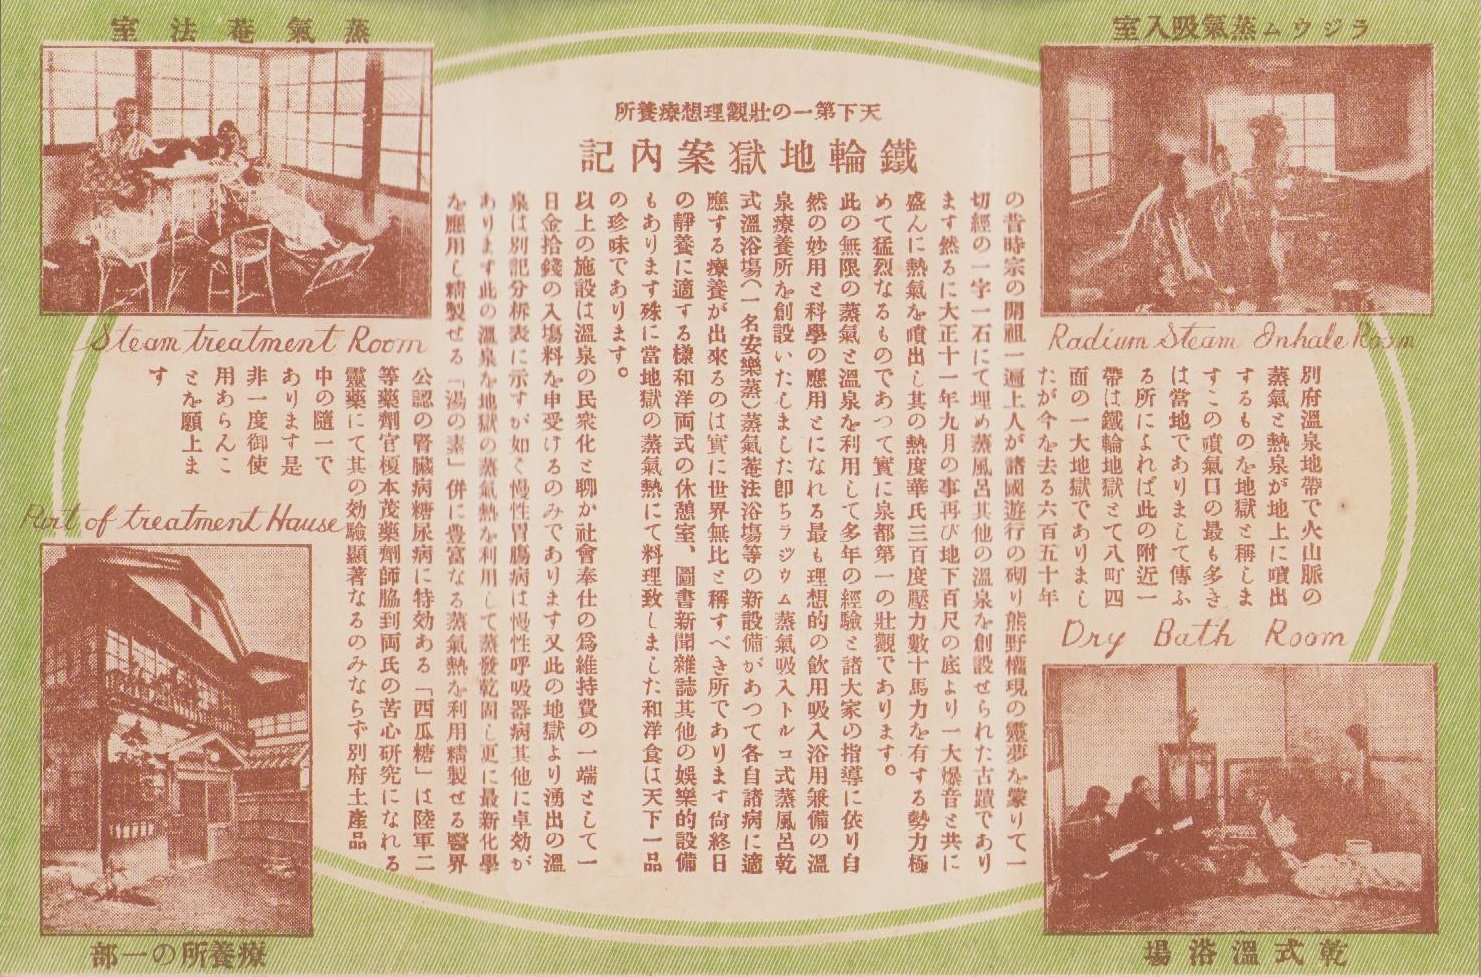 ラジウム蒸氣吸入室
Radium Steam Inhale Room
蒸氣菴法室
Steam treatment Room
天下第一の壯觀理想療養所
鐵輪地獄案内記
別府溫泉地帶で火山脈の
蒸氣と熱泉が地上に噴出
するものを地獄と稱しま
すこの噴氣口の最も多き
は當地でありまして傳ふ
る所によれば此の附近一
帶は鐵輪地獄とて八町四
面の一大地獄でありまし
たが今を去る六百五十年
の昔時宗の開祖一遍上人が諸國遊行の砌り熊野權現の靈夢を蒙りて一
切經の一字一石にて埋め蒸風呂其他の溫泉を創設せられた古蹟であり
ます然るに大正十一年九月の事再び地下百尺の底より一大爆音と共に
盛んに熱氣を噴出し其の熱度華氏三百度壓力數十馬力を有する勢力極
めて猛烈なるものであつて實に泉都第一の壯觀であります。
此の無限の蒸氣と溫泉を利用して多年の經驗と諸大家の指導に依り自
然の妙用と科學の應用とになれる最も理想的の飲用吸入浴用兼備の溫
泉療養所を創設いたしました即ちラジウム蒸氣吸入トルコ式蒸風呂乾
式溫浴塲(一名安樂蒸)蒸氣菴法浴塲等の新設備があつて各自諸病に適
應する療養が出來るのは實に世界無比と稱すべき所であります尙終日
の靜養に適する樣和洋両式の休憩室、圖書新聞雜誌其他の娛樂的設備
もあります殊に當地獄の蒸氣熱にて料理致しました和洋食は天下一品
の珍味であります。
以上の施設は溫泉の民衆化と聊か社會奉仕の爲維持費の一端として一
日金拾錢の入塲料を申受けるのみであります又此の地獄より湧出の溫
泉は別記分析表に示すが如く慢性胃膓病は慢性呼吸器病其他に卓効が
あります此の溫泉を地獄の蒸氣熱を利用して蒸發乾固し更に最新化學
を應用し精製せる「湯の素」併に豊富なる蒸氣熱を利用精製せる醫界
公認の腎臟病糖尿病に特効ある「西瓜糖」は陸軍二
等藥劑官榎本茂藥劑師脇到両氏の苦心研究になれる
靈藥にて其の効驗顯著なるのみならず別府土產品
中の隨一で
あります是
非一度御使
用あらんこ
とを願上ま
す
Part of treatment Hause
療養所の一部
Dry Bath Room
乾式溫浴塲